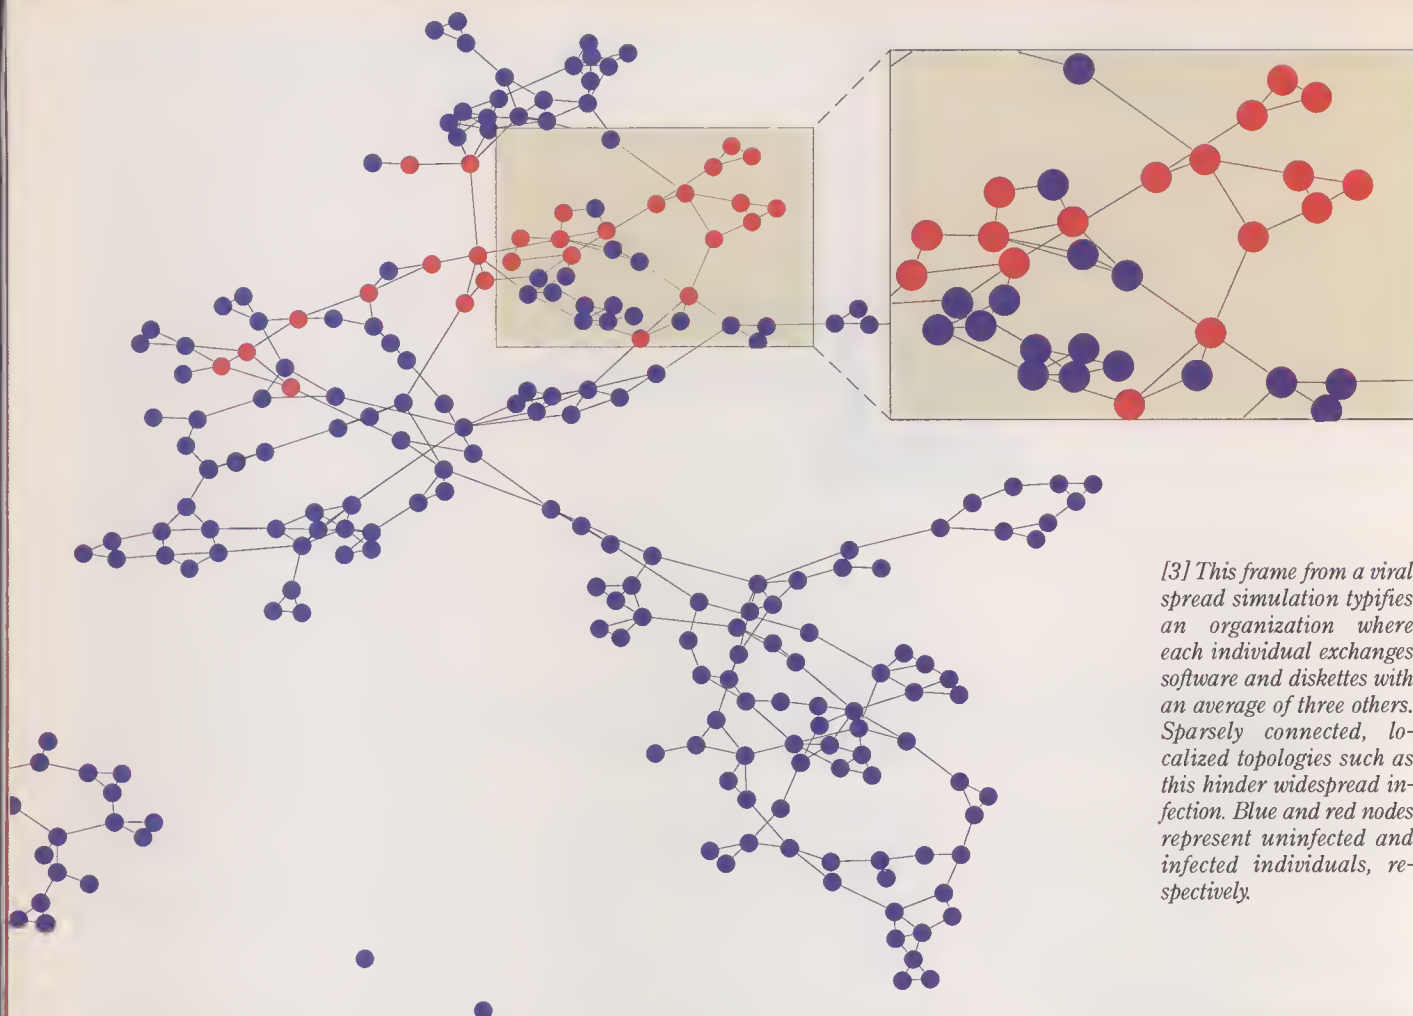 [3] This frame from a viral
spread simulation typifies
an organization where
each individual exchanges
software and diskettes with
an average of three others.
Sparsely connected, lo-
calized topologies such as
this hinder widespread in-
fection. Blue and red nodes
represent uninfected and
infected individuals, re-
spectively.